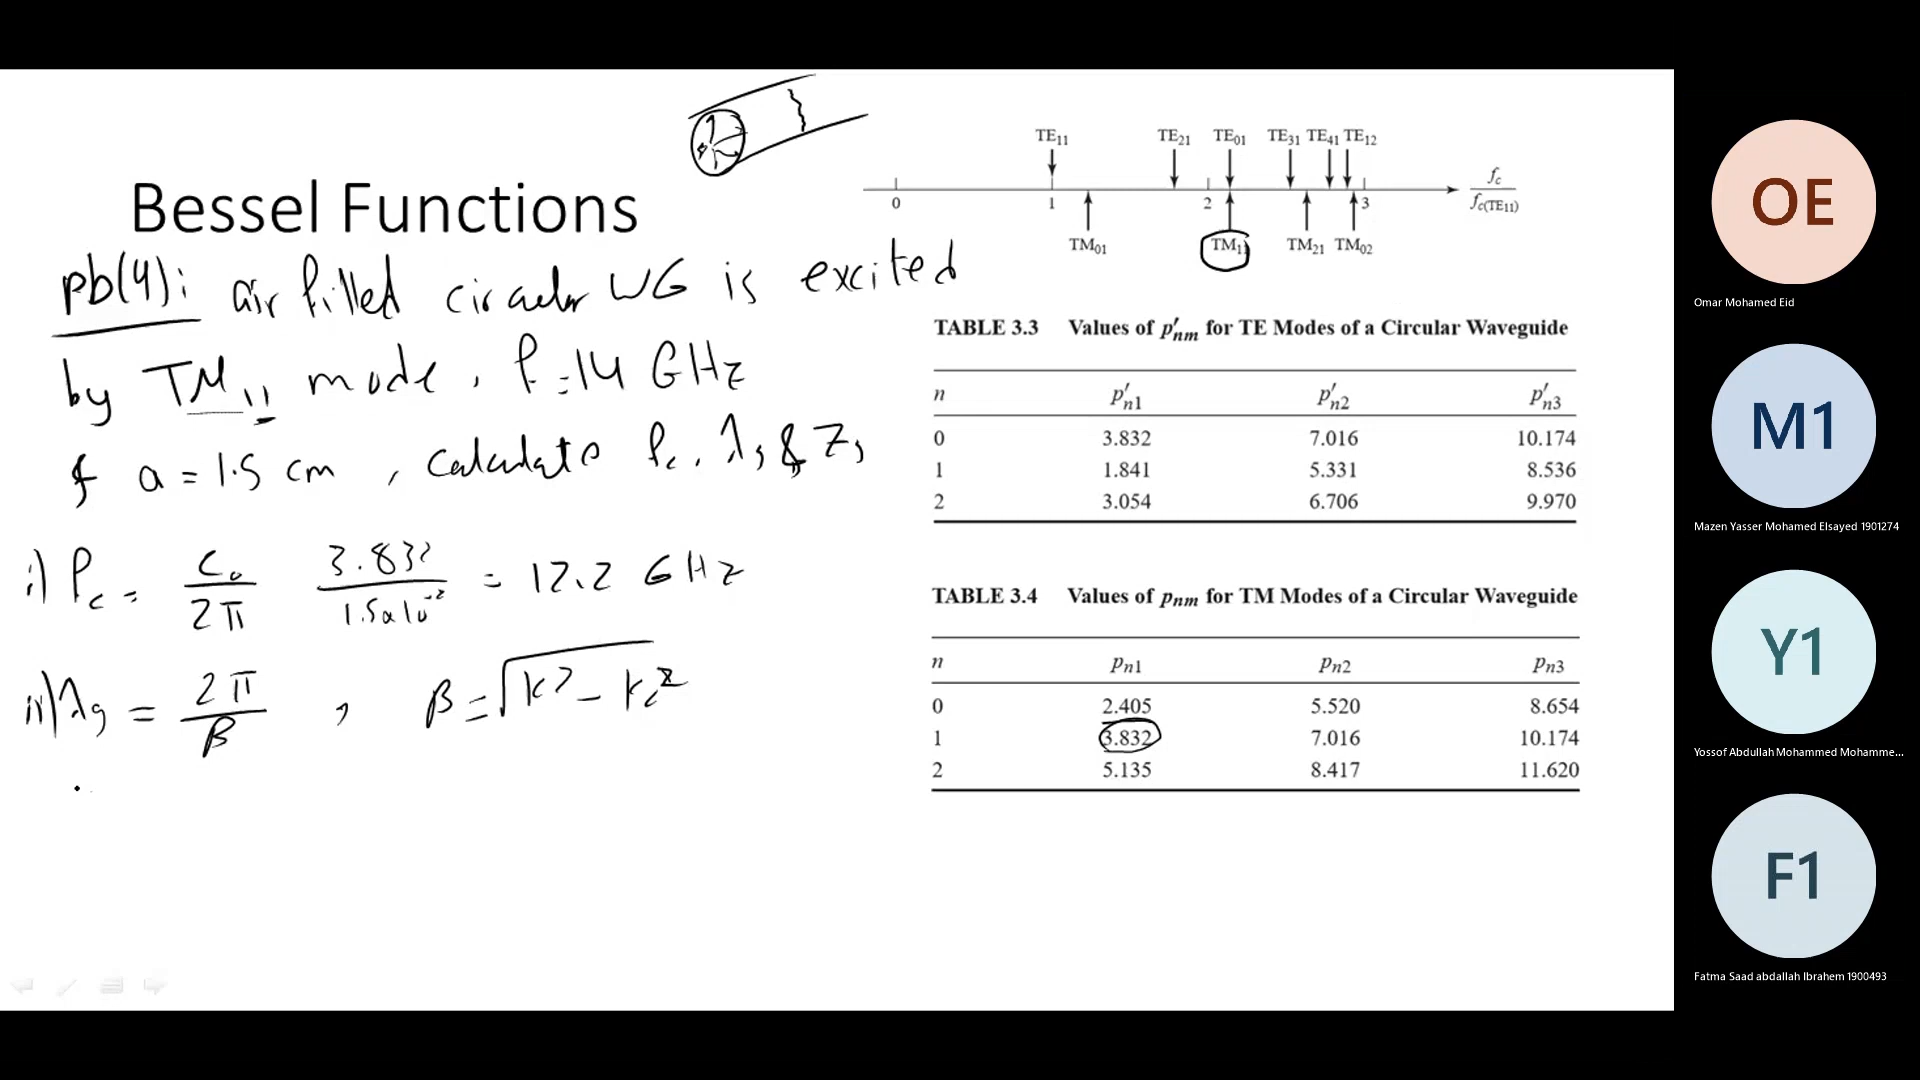 Bessel Functions
pb(4): air filled circular WG is excited
by TM11 mode, f=14 GHz
& a = 1.5 cm, Calculate fc, λg & Zg
i) fc = C0/2π 3.832/1.5x10^-2 = 12.2 GHz
ii) λg = 2π/β , β = √(k² - kc²)
TE11 TE21 TE01 TE31 TE41 TE12
0 1 2 3
fc/fc(TE11)
TM01 TM11 TM21 TM02
TABLE 3.3 Values of p′nm for TE Modes of a Circular Waveguide
n p′n1 p′n2 p′n3
0 3.832 7.016 10.174
1 1.841 5.331 8.536
2 3.054 6.706 9.970
TABLE 3.4 Values of pnm for TM Modes of a Circular Waveguide
n pn1 pn2 pn3
0 2.405 5.520 8.654
1 3.832 7.016 10.174
2 5.135 8.417 11.620
OE
Omar Mohamed Eid
M1
Mazen Yasser Mohamed Elsayed 1901274
Y1
Yossof Abdullah Mohammed Mohamme...
F1
Fatma Saad abdallah Ibrahem 1900493